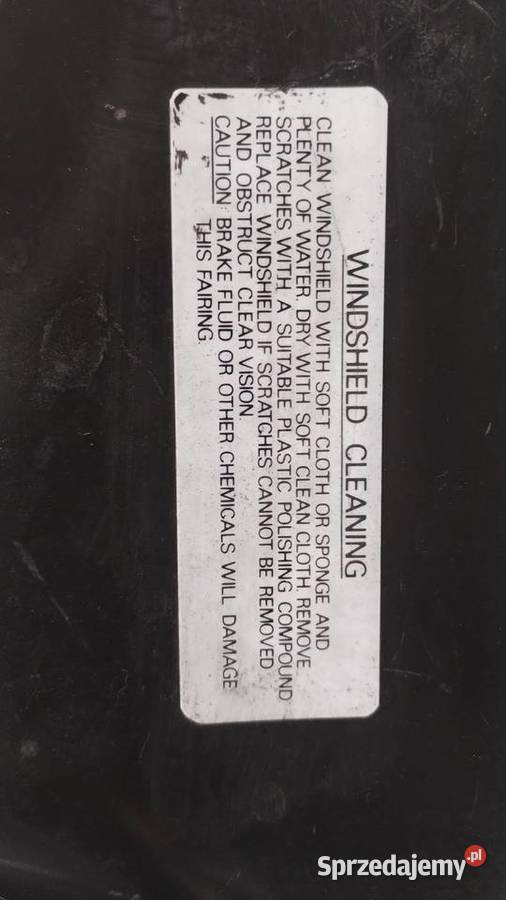 WINDSHIELD CLEANING
CLEAN WINDSHIELD WITH SOFT CLOTH OR SPONGE AND
PLENTY OF WATER. DRY WITH SOFT CLEAN CLOTH. REMOVE
SCRATCHES WITH A SUITABLE PLASTIC POLISHING COMPOUND
REPLACE WINDSHIELD IF SCRATCHES CANNOT BE REMOVED
AND OBSTRUCT CLEAR VISION.
CAUTION: BRAKE FLUID OR OTHER CHEMICALS WILL DAMAGE
THIS FAIRING.
Sprzedajemy.pl